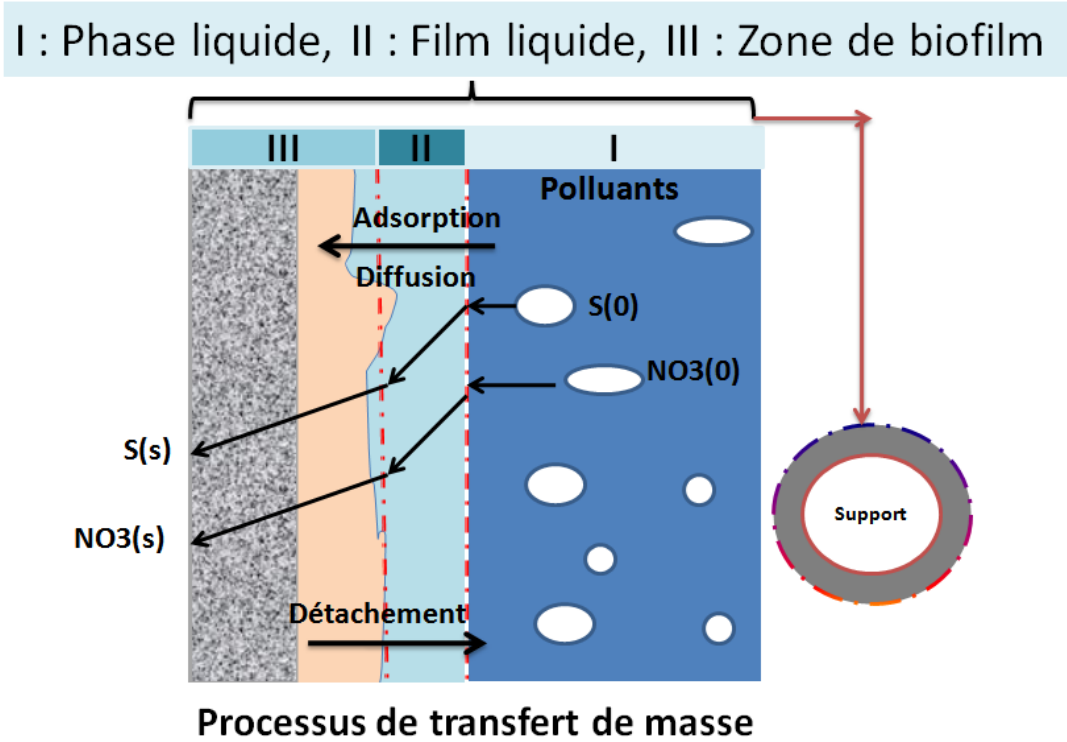 I : Phase liquide, II : Film liquide, III : Zone de biofilm
III
II
I
Polluants
Adsorption
Diffusion
S(0)
NO3(0)
S(s)
NO3(s)
Support
Détachement
Processus de transfert de masse